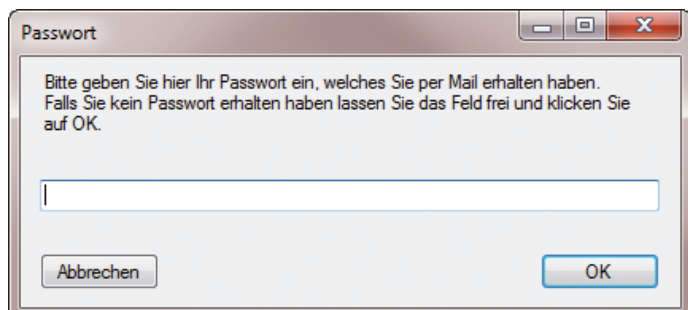 Passwort
Bitte geben Sie hier Ihr Passwort ein, welches Sie per Mail erhalten haben.
Falls Sie kein Passwort erhalten haben lassen Sie das Feld frei und klicken Sie
auf OK.
Abbrechen
OK